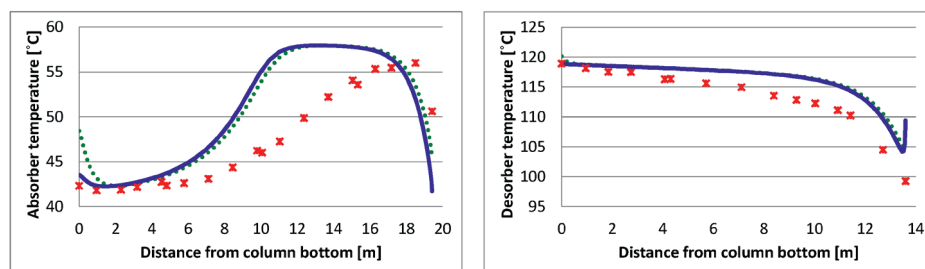 Absorber temperature [˚C]
60
55
50
45
40
0 2 4 6 8 10 12 14 16 18 20
Distance from column bottom [m]
Desorber temperature [˚C]
125
120
115
110
105
100
95
0 2 4 6 8 10 12 14
Distance from column bottom [m]